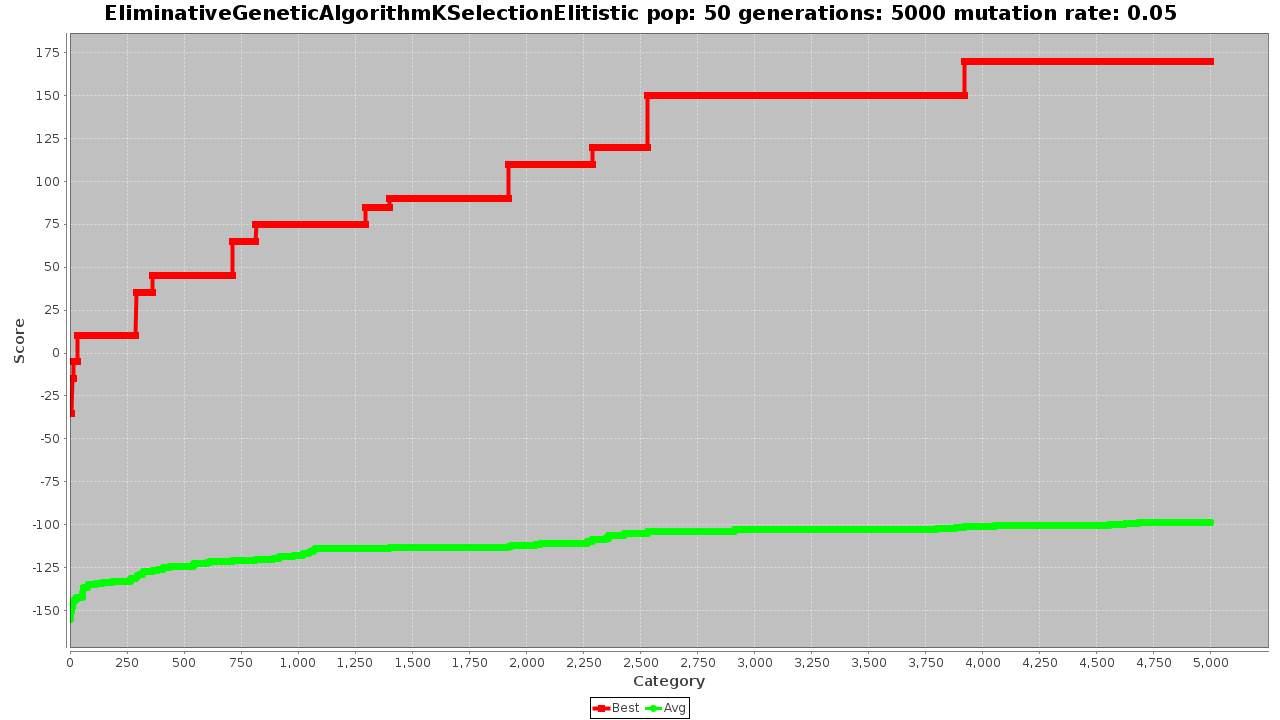 EliminativeGeneticAlgorithmKSelectionElitistic pop: 50 generations: 5000 mutation rate: 0.05
175
150
125
100
75
50
25
0
-25
-50
-75
-100
-125
-150
Score
0 250 500 750 1,000 1,250 1,500 1,750 2,000 2,250 2,500 2,750 3,000 3,250 3,500 3,750 4,000 4,250 4,500 4,750 5,000
Category
Best Avg